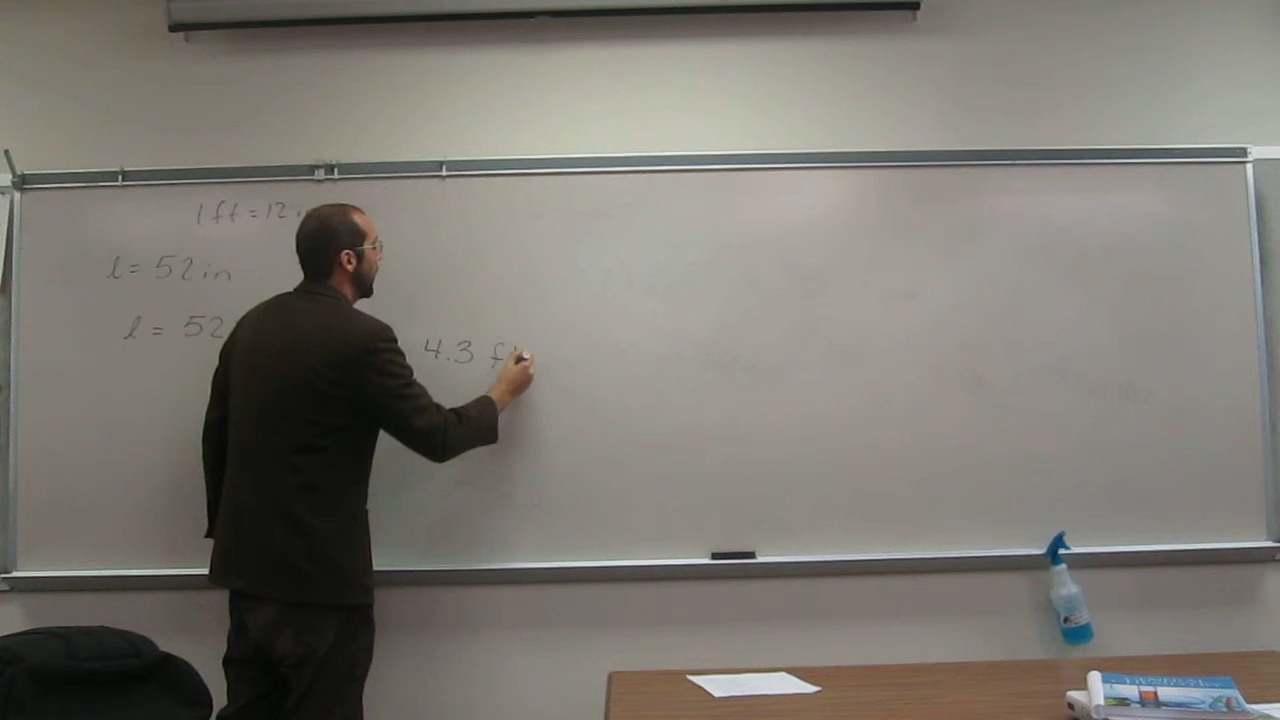 1 ft = 12
l = 52 in
l = 52
4.3 ft